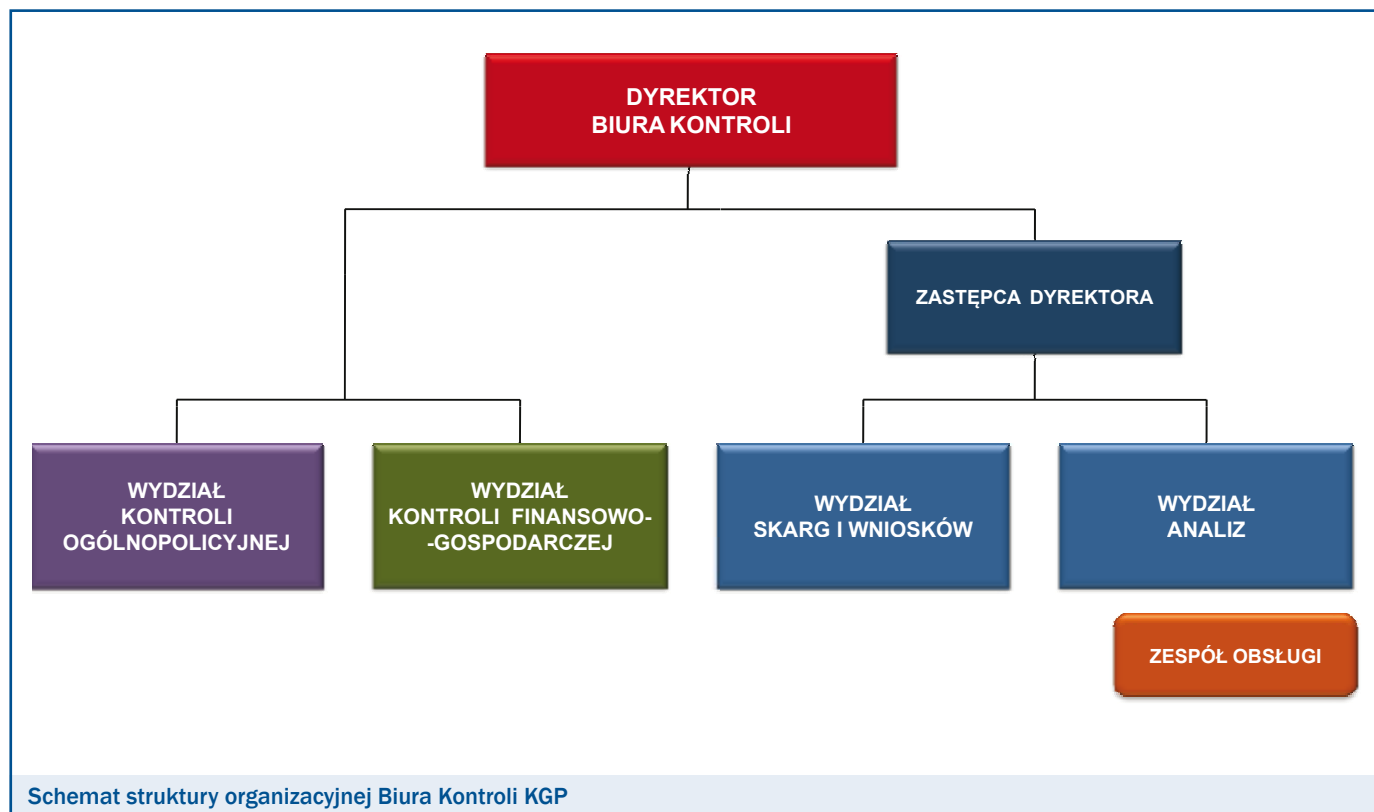 DYREKTOR
BIURA KONTROLI
ZASTĘPCA DYREKTORA
WYDZIAŁ
KONTROLI
OGÓLNOPOLICYJNEJ
WYDZIAŁ
KONTROLI FINANSOWO-
-GOSPODARCZEJ
WYDZIAŁ
SKARG I WNIOSKÓW
WYDZIAŁ
ANALIZ
ZESPÓŁ OBSŁUGI
Schemat struktury organizacyjnej Biura Kontroli KGP